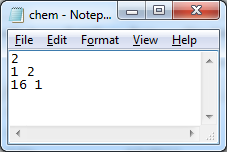 chem - Notep...
File Edit Format View Help
2
1 2
16 1